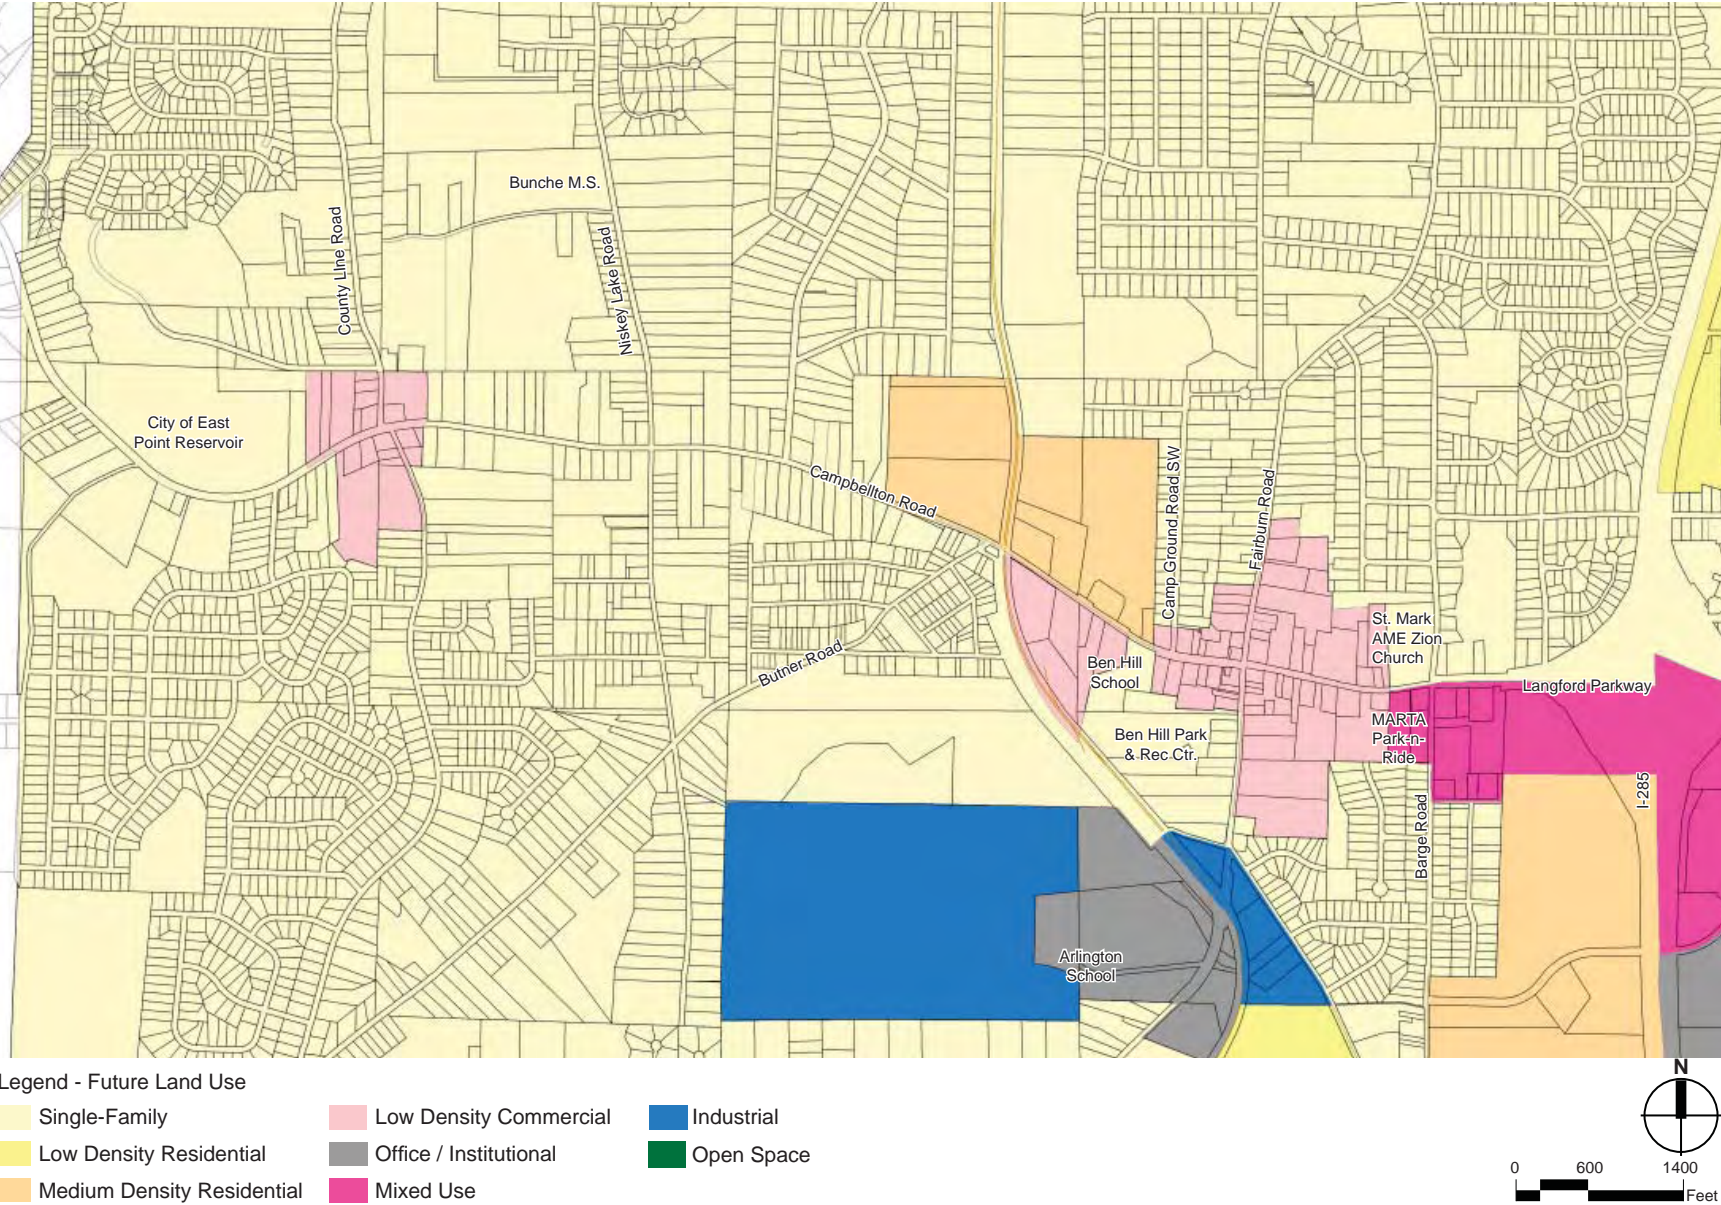 Bunche M.S.
County LIne Road
Niskey Lake Road
City of East
Point Reservoir
Campbellton Road
Camp Ground Road SW
Fairburn Road
St. Mark
AME Zion
Church
Ben Hill
School
Butner Road
Langford Parkway
MARTA
Park-n-
Ride
Ben Hill Park
& Rec Ctr.
I-285
Barge Road
Arlington
School
Legend - Future Land Use
Single-Family
Low Density Residential
Medium Density Residential
Low Density Commercial
Office / Institutional
Mixed Use
Industrial
Open Space
N
0 600 1400
Feet